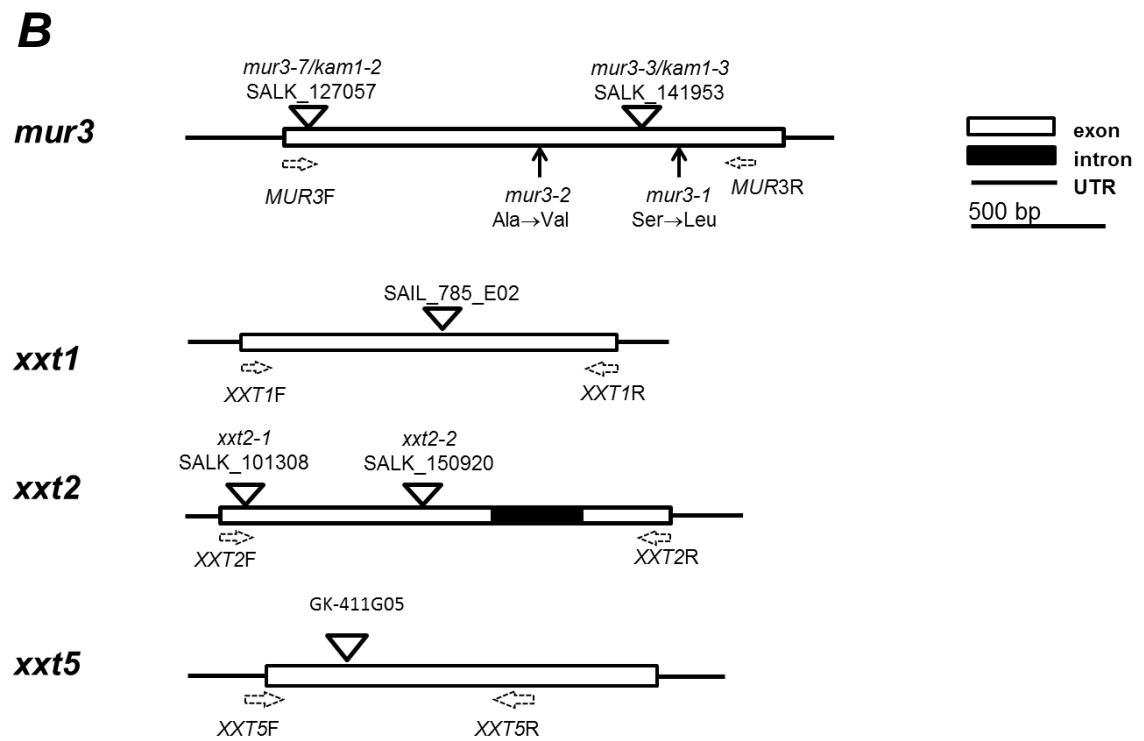 B
mur3
mur3-7/kam1-2
SALK_127057
mur3-3/kam1-3
SALK_141953
MUR3F
mur3-2
Ala→Val
mur3-1
Ser→Leu
MUR3R
exon
intron
UTR
500 bp
xxt1
SAIL_785_E02
XXT1F
XXT1R
xxt2
xxt2-1
SALK_101308
xxt2-2
SALK_150920
XXT2F
XXT2R
xxt5
GK-411G05
XXT5F
XXT5R